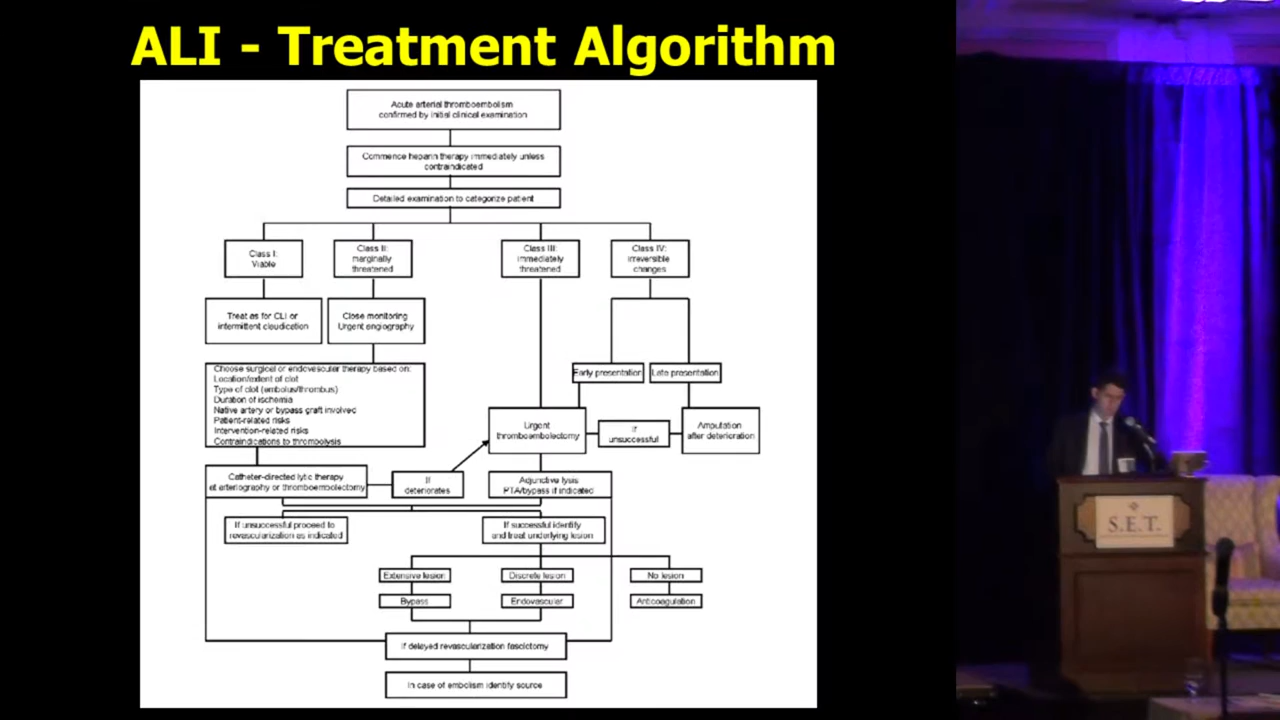 ALI - Treatment Algorithm
Acute arterial thromboembolism
confirmed by initial clinical examination
Commence heparin therapy immediately unless
contraindicated
Detailed examination to categorize patient
Class I:
Viable
Class II:
marginally
threatened
Class III:
immediately
threatened
Class IV:
irreversible
changes
Treat as for CLI or
intermittent claudication
Close monitoring
Urgent angiography
Choose surgical or endovascular therapy based on:
Location/extent of clot
Type of clot (embolus/thrombus)
Duration of ischemia
Native artery or bypass graft involved
Patient-related risks
Intervention-related risks
Contraindications to thrombolysis
Early presentation
Late presentation
Urgent
thromboembolectomy
If
unsuccessful
Amputation
after deterioration
Catheter-directed lytic therapy
at arteriography or thromboembolectomy
If
deteriorates
Adjunctive lysis
PTA/bypass if indicated
If unsuccessful proceed to
revascularization as indicated
If successful identify
and treat underlying lesion
Extensive lesion
Discrete lesion
No lesion
Bypass
Endovascular
Anticoagulation
If delayed revascularization fasciotomy
In case of embolism identify source
S.E.T.